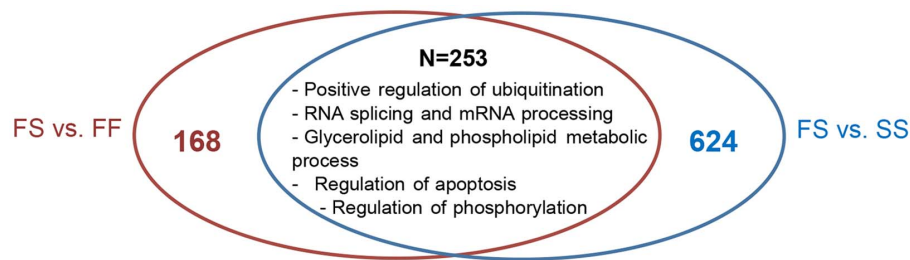 N=253
- Positive regulation of ubiquitination
- RNA splicing and mRNA processing
- Glycerolipid and phospholipid metabolic
process
- Regulation of apoptosis
- Regulation of phosphorylation
FS vs. FF
168
624
FS vs. SS